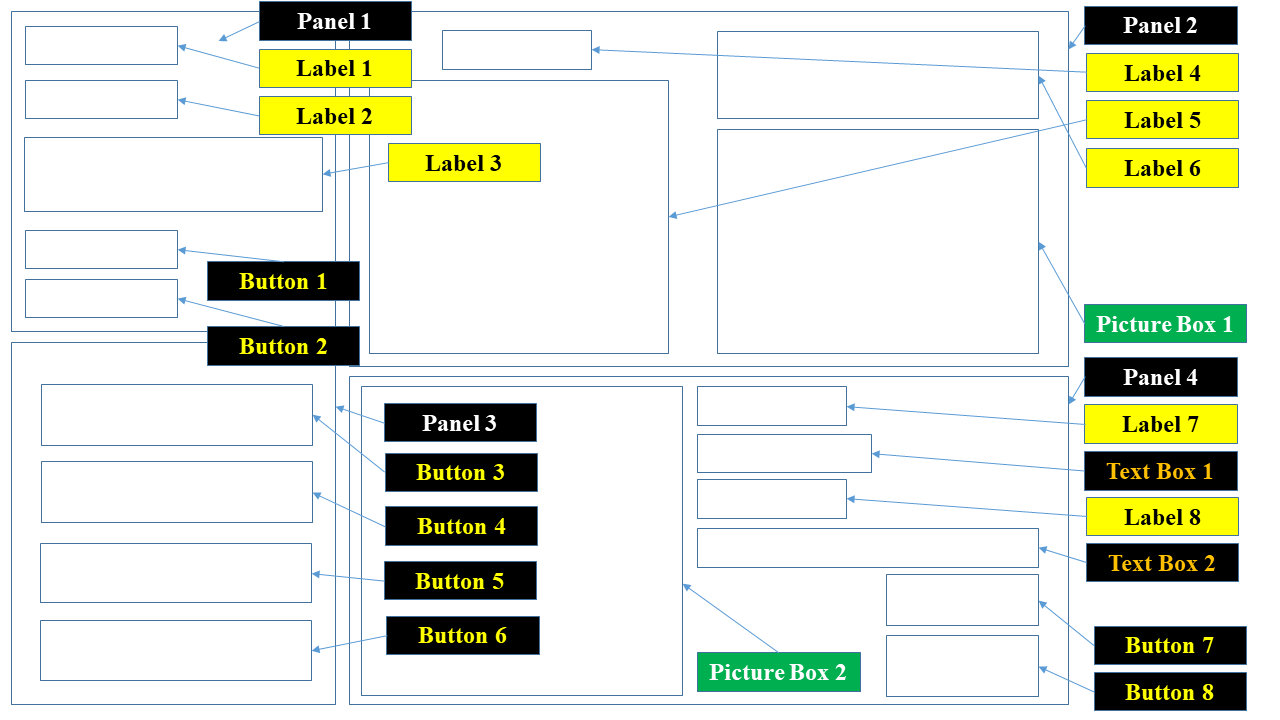 Panel 1
Label 1
Label 2
Label 3
Button 1
Button 2
Panel 2
Label 4
Label 5
Label 6
Picture Box 1
Panel 3
Button 3
Button 4
Button 5
Button 6
Panel 4
Label 7
Text Box 1
Label 8
Text Box 2
Button 7
Picture Box 2
Button 8